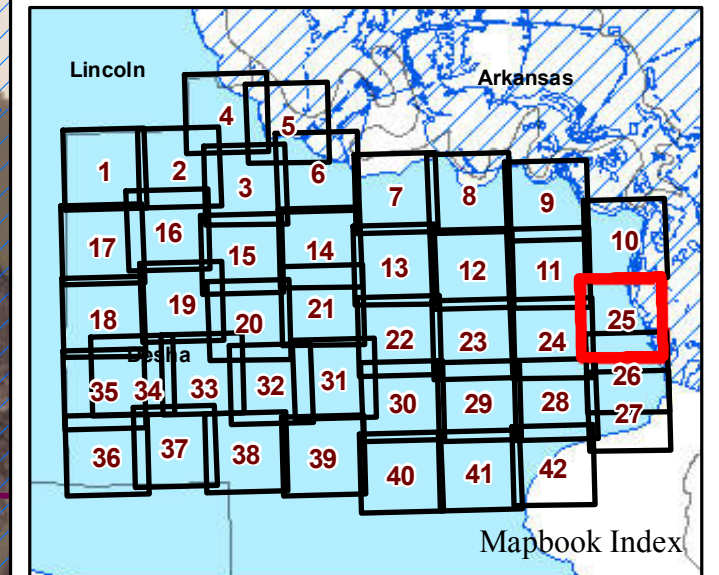 Lincoln
Arkansas
4
5
1 2 3 6
7 8 9
10
17 16 15 14
13 12 11
18 19 20 21
22 23 24 25
Desha
35 34 33 32 31
30 29 28 26
27
36 37 38 39
40 41 42
Mapbook Index